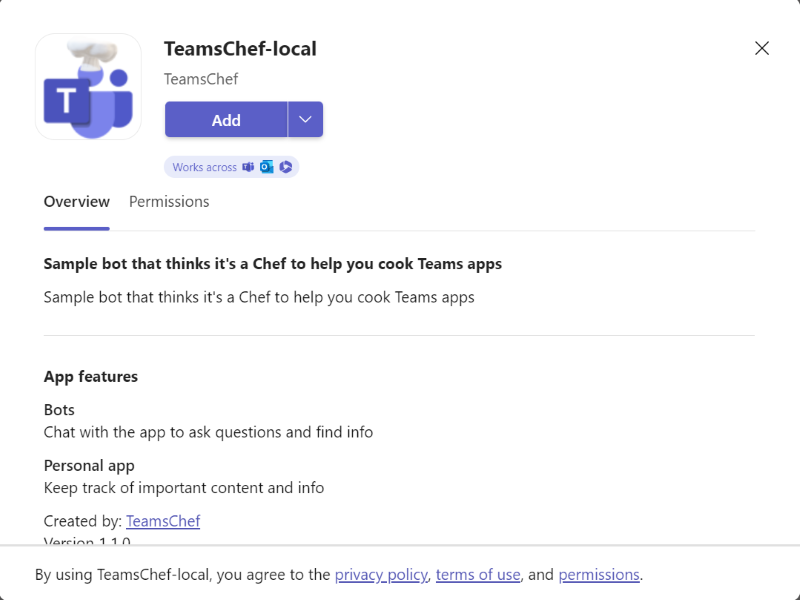 TeamsChef-local
TeamsChef
Add
Works across
Overview Permissions
Sample bot that thinks it's a Chef to help you cook Teams apps
Sample bot that thinks it's a Chef to help you cook Teams apps
App features
Bots
Chat with the app to ask questions and find info
Personal app
Keep track of important content and info
Created by: TeamsChef
Version 1.1.0
By using TeamsChef-local, you agree to the privacy policy, terms of use, and permissions.